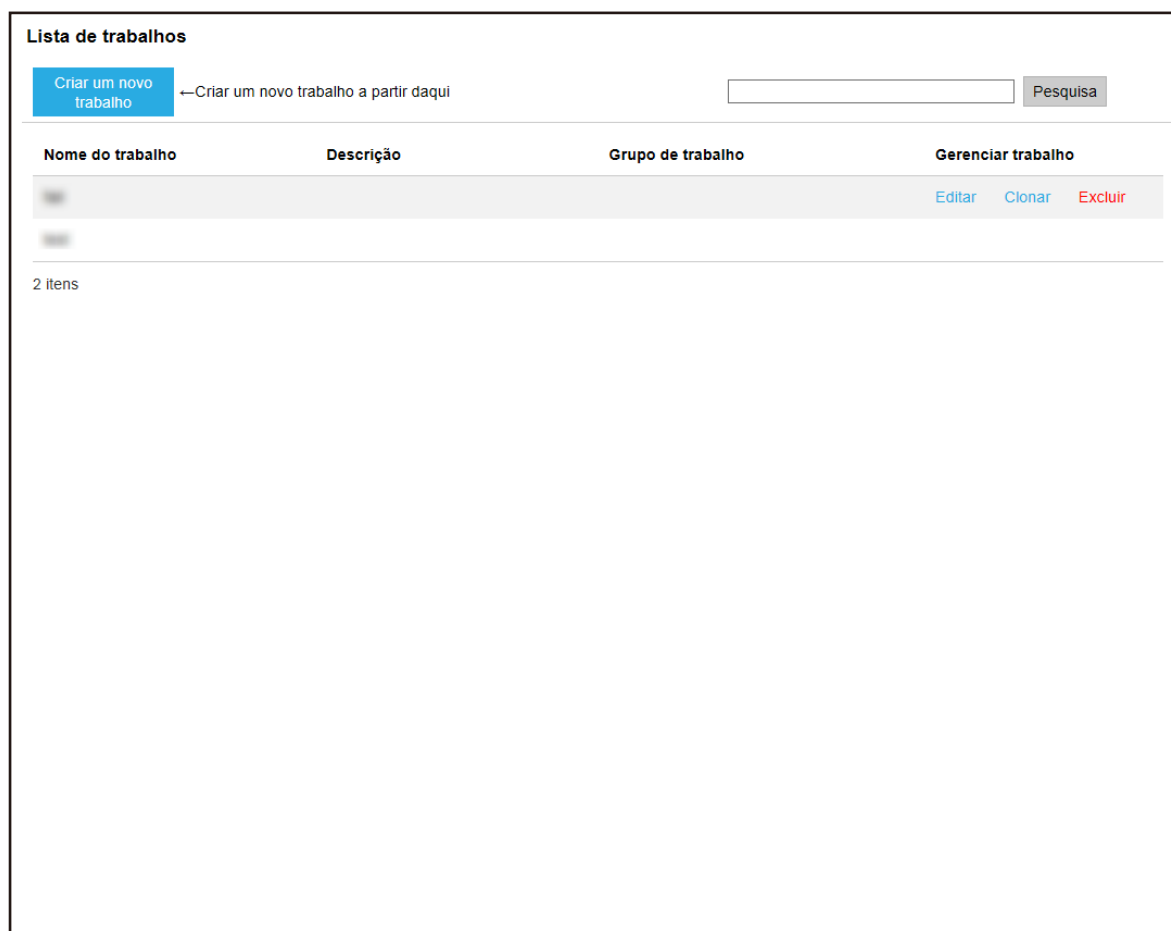 Lista de trabalhos
Criar um novo
trabalho
←Criar um novo trabalho a partir daqui
Pesquisa
Nome do trabalho Descrição Grupo de trabalho Gerenciar trabalho
Editar Clonar Excluir
2 itens